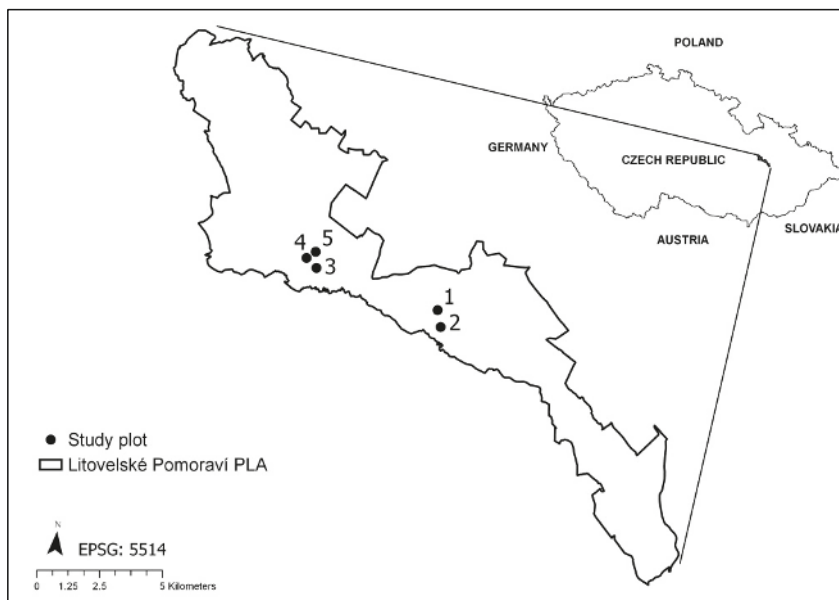 POLAND
GERMANY
CZECH REPUBLIC
AUSTRIA
SLOVAKIA
4 5
3
1
2
Study plot
Litovelské Pomoraví PLA
N
EPSG: 5514
0 1.25 2.5 5 Kilometers